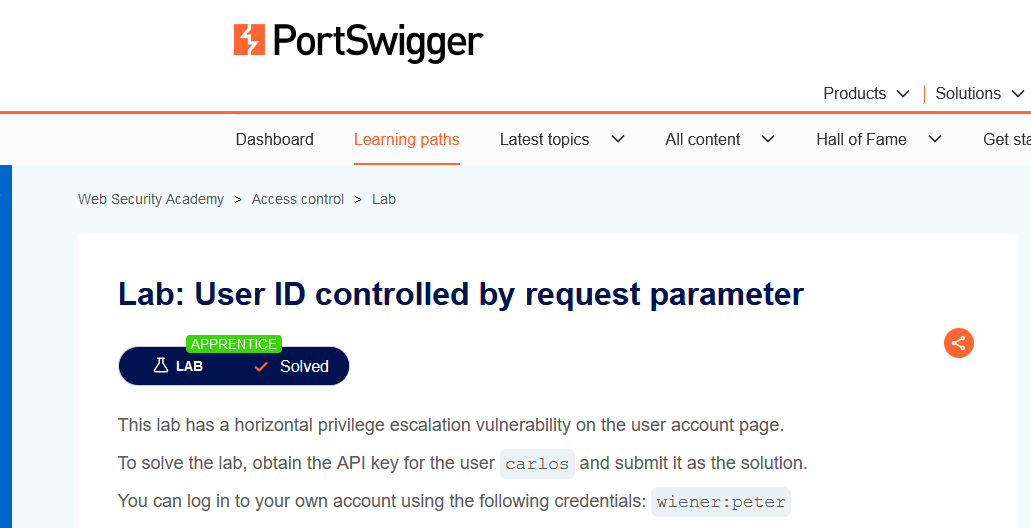 PortSwigger
Products Solutions
Dashboard Learning paths Latest topics All content Hall of Fame Get sta
Web Security Academy > Access control > Lab
Lab: User ID controlled by request parameter
APPRENTICE
LAB Solved
This lab has a horizontal privilege escalation vulnerability on the user account page.
To solve the lab, obtain the API key for the user carlos and submit it as the solution.
You can log in to your own account using the following credentials: wiener:peter